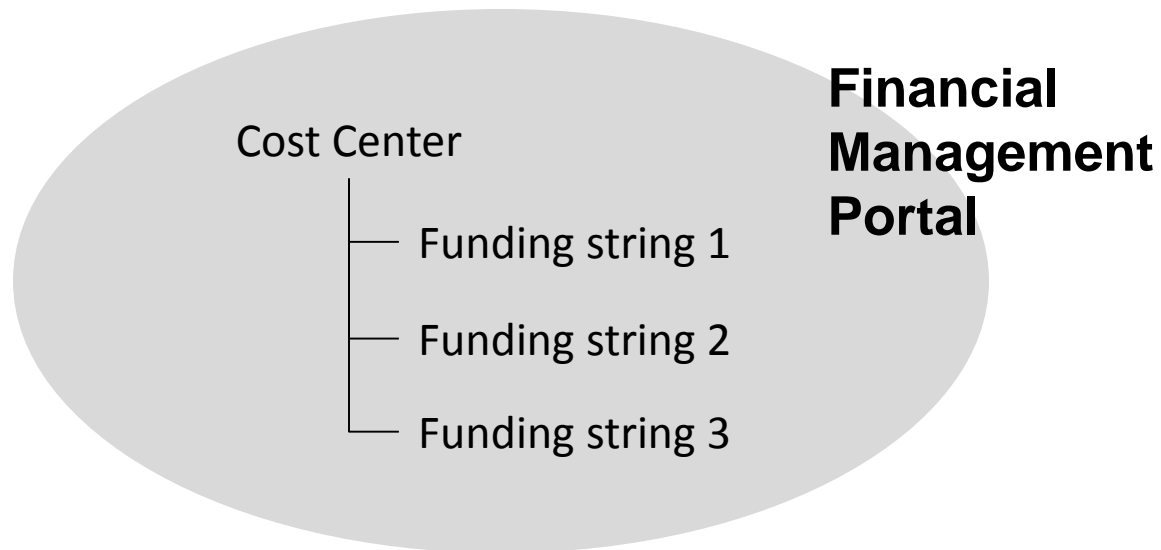 Financial
Management
Portal
Cost Center
Funding string 1
Funding string 2
Funding string 3